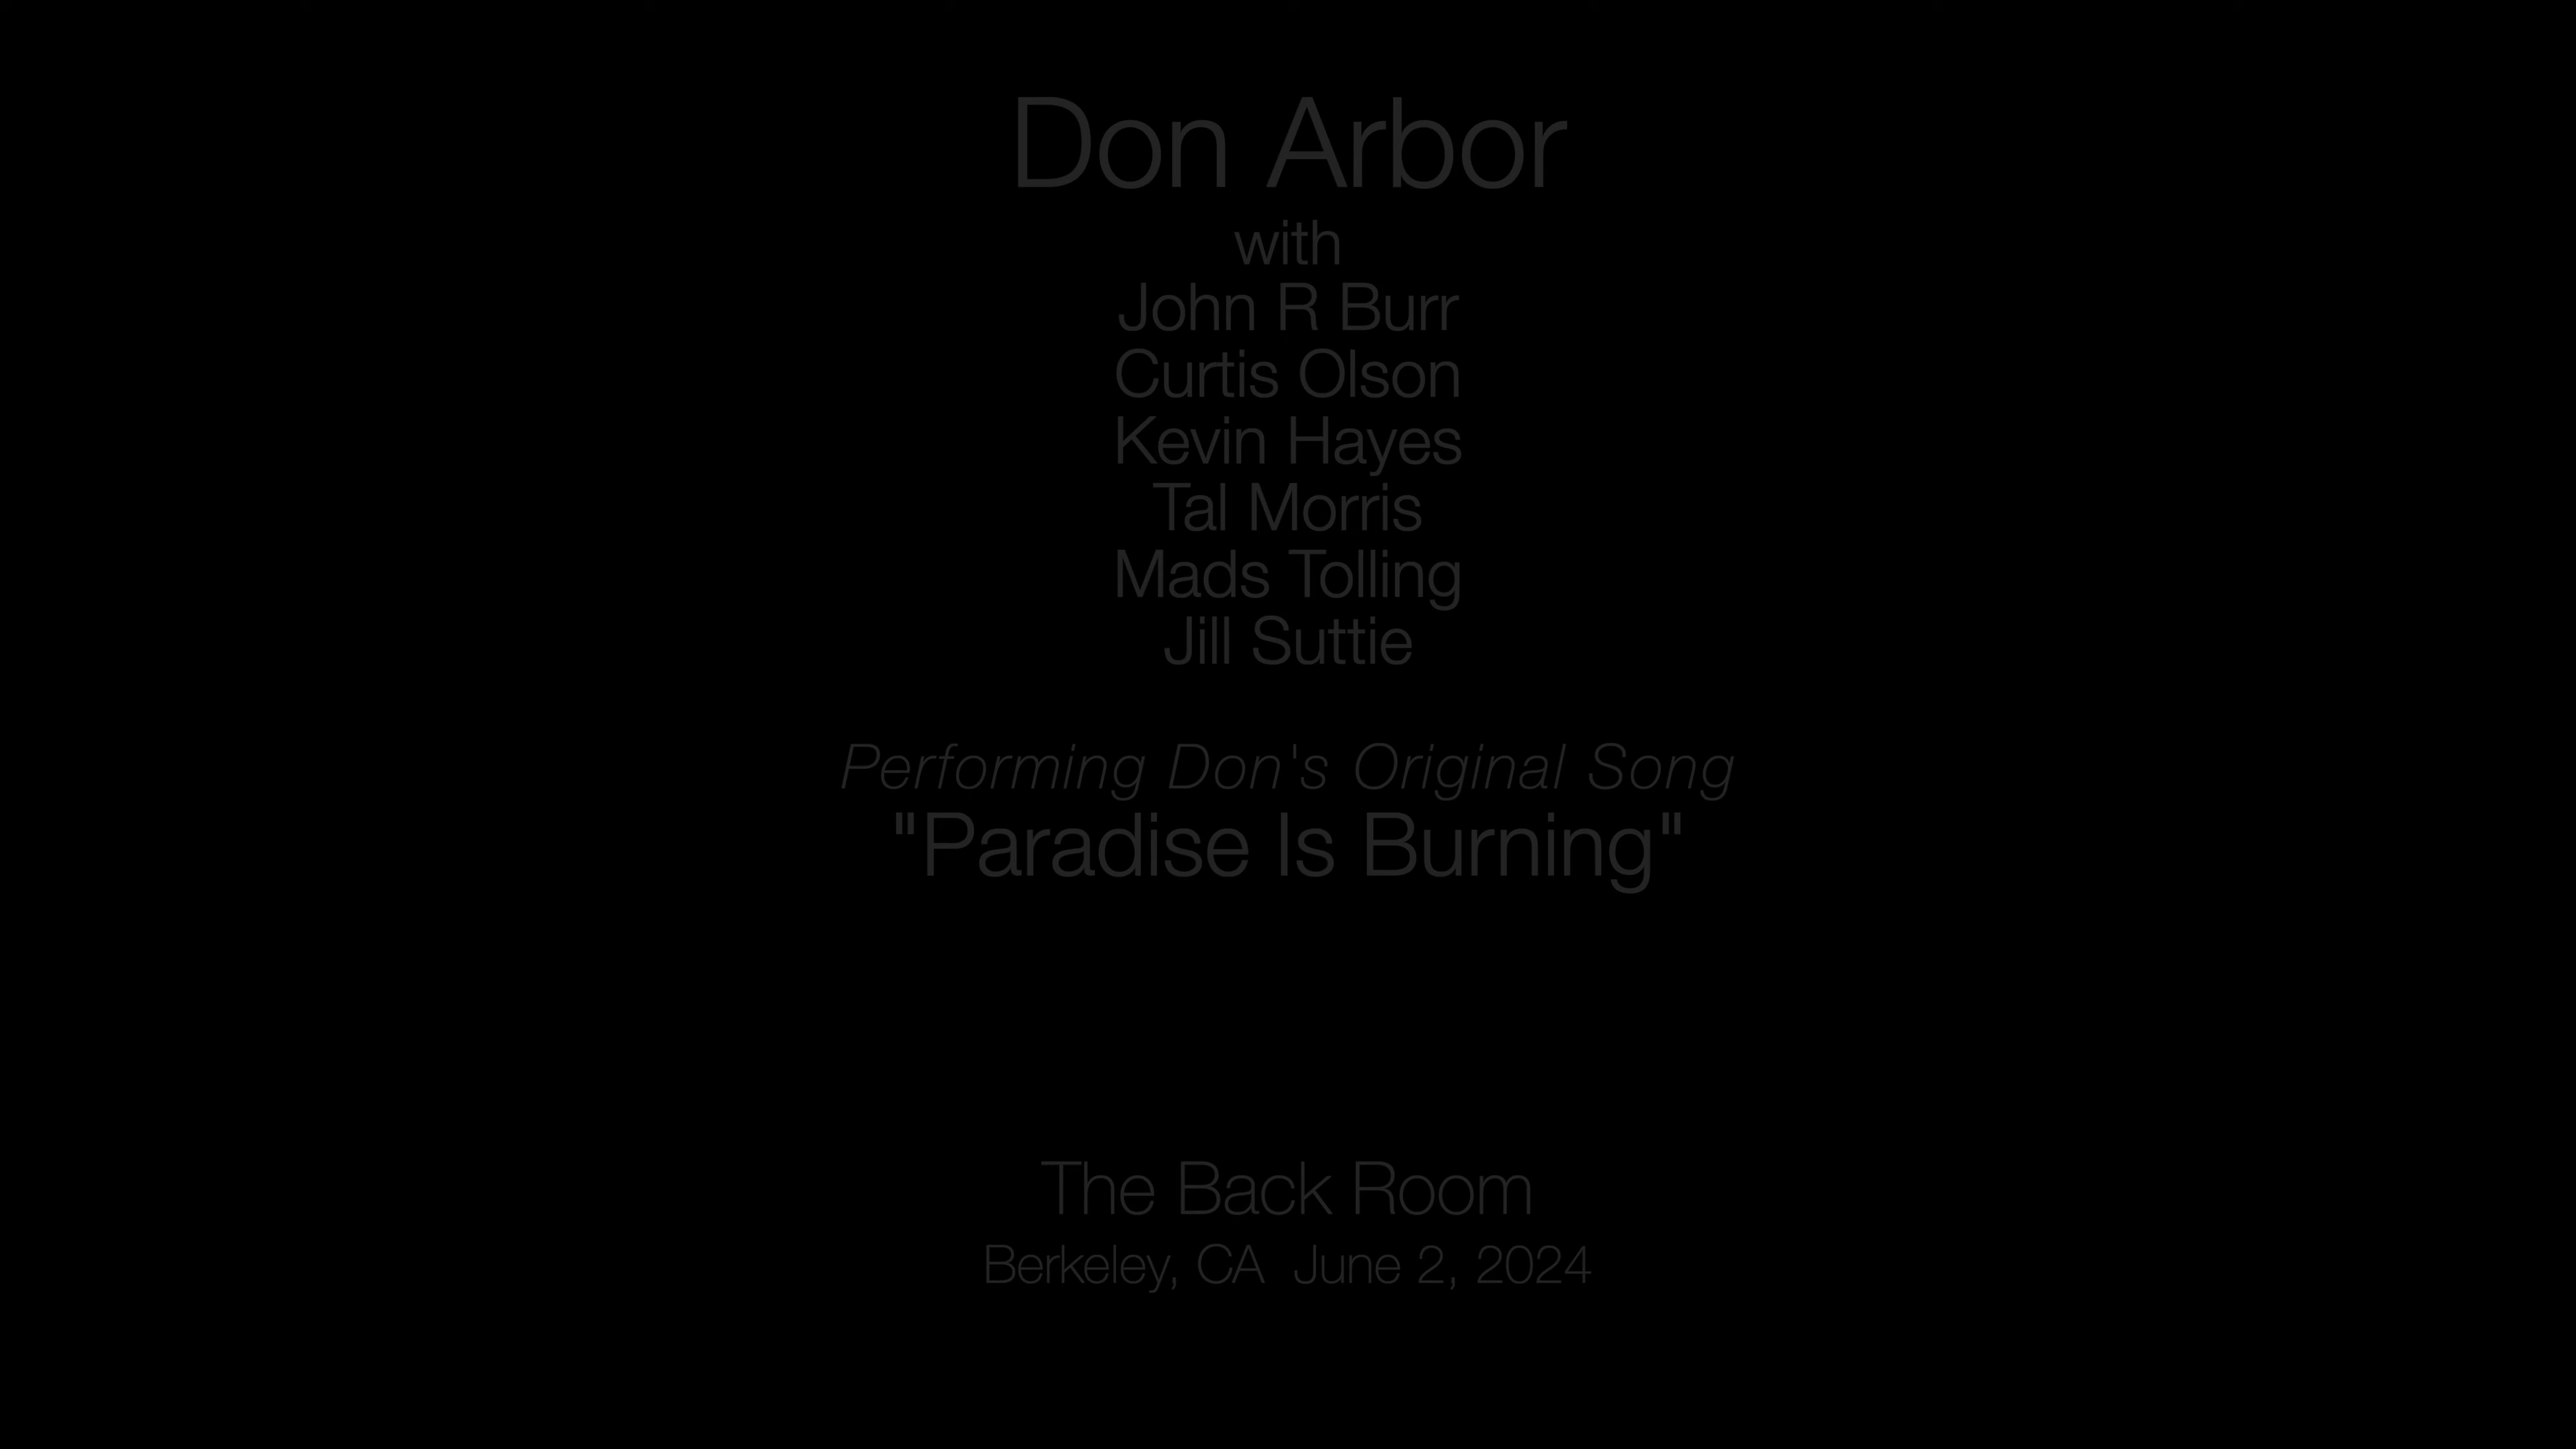 Don Arbor
with
John R Burr
Curtis Olson
Kevin Hayes
Tal Morris
Mads Tolling
Jill Suttie
Performing Don's Original Song
"Paradise Is Burning"
The Back Room
Berkeley, CA  June 2, 2024